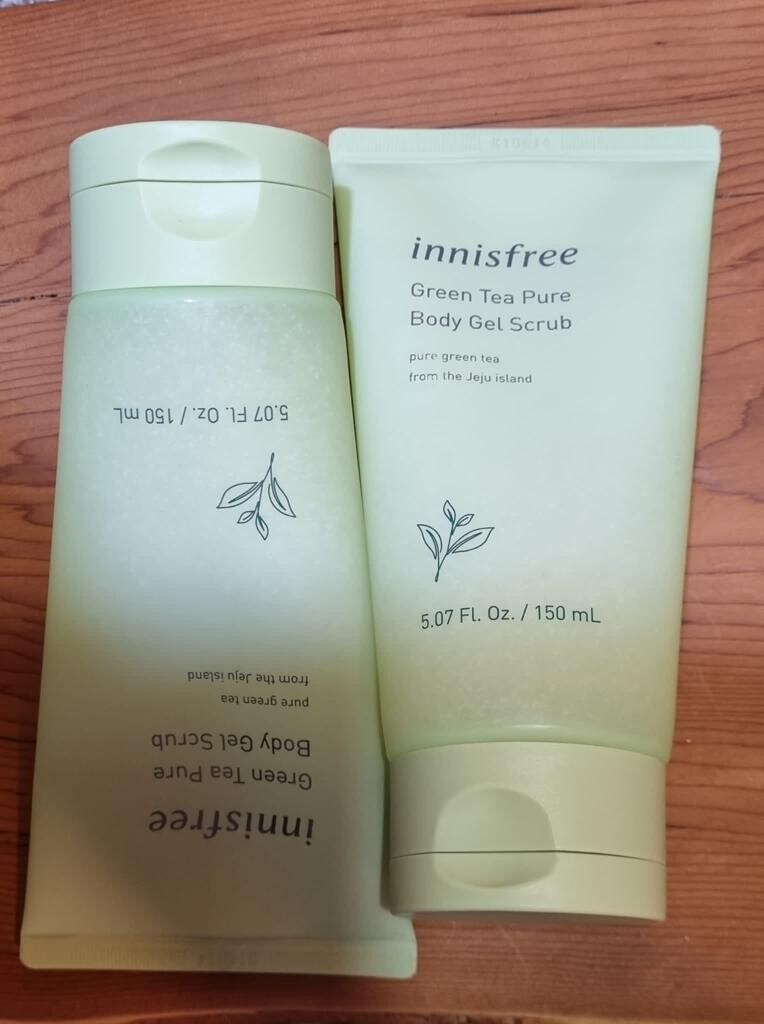 innisfree
Green Tea Pure
Body Gel Scrub
pure green tea
from the Jeju island
5.07 Fl. Oz. / 150 mL
innisfree
Green Tea Pure
Body Gel Scrub
pure green tea
from the Jeju island
5.07 Fl. Oz. / 150 mL